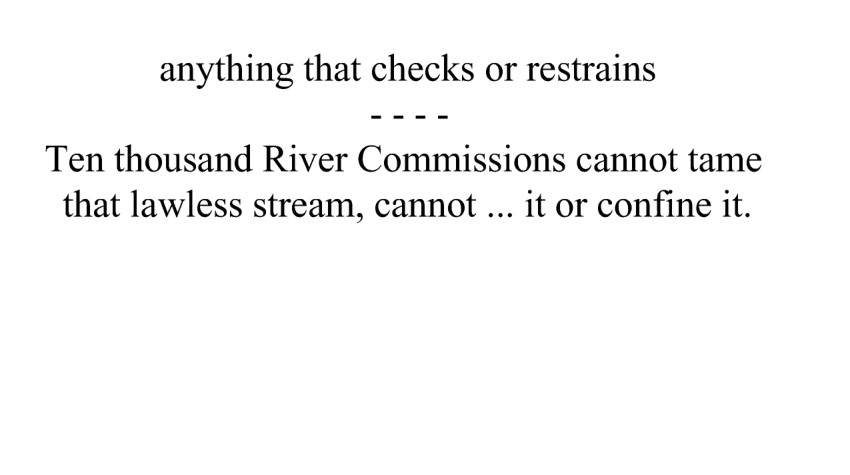 anything that checks or restrains
- - - -
Ten thousand River Commissions cannot tame
that lawless stream, cannot ... it or confine it.